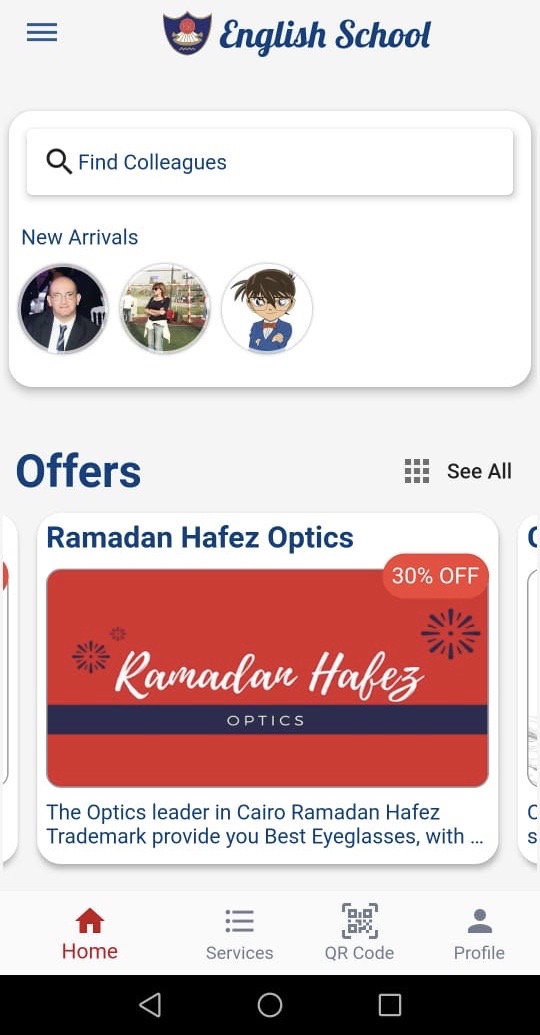 English School
Find Colleagues
New Arrivals
Offers
See All
Ramadan Hafez Optics
30% OFF
Ramadan Hafez
OPTICS
The Optics leader in Cairo Ramadan Hafez
Trademark provide you Best Eyeglasses, with ...
Home
Services
QR Code
Profile